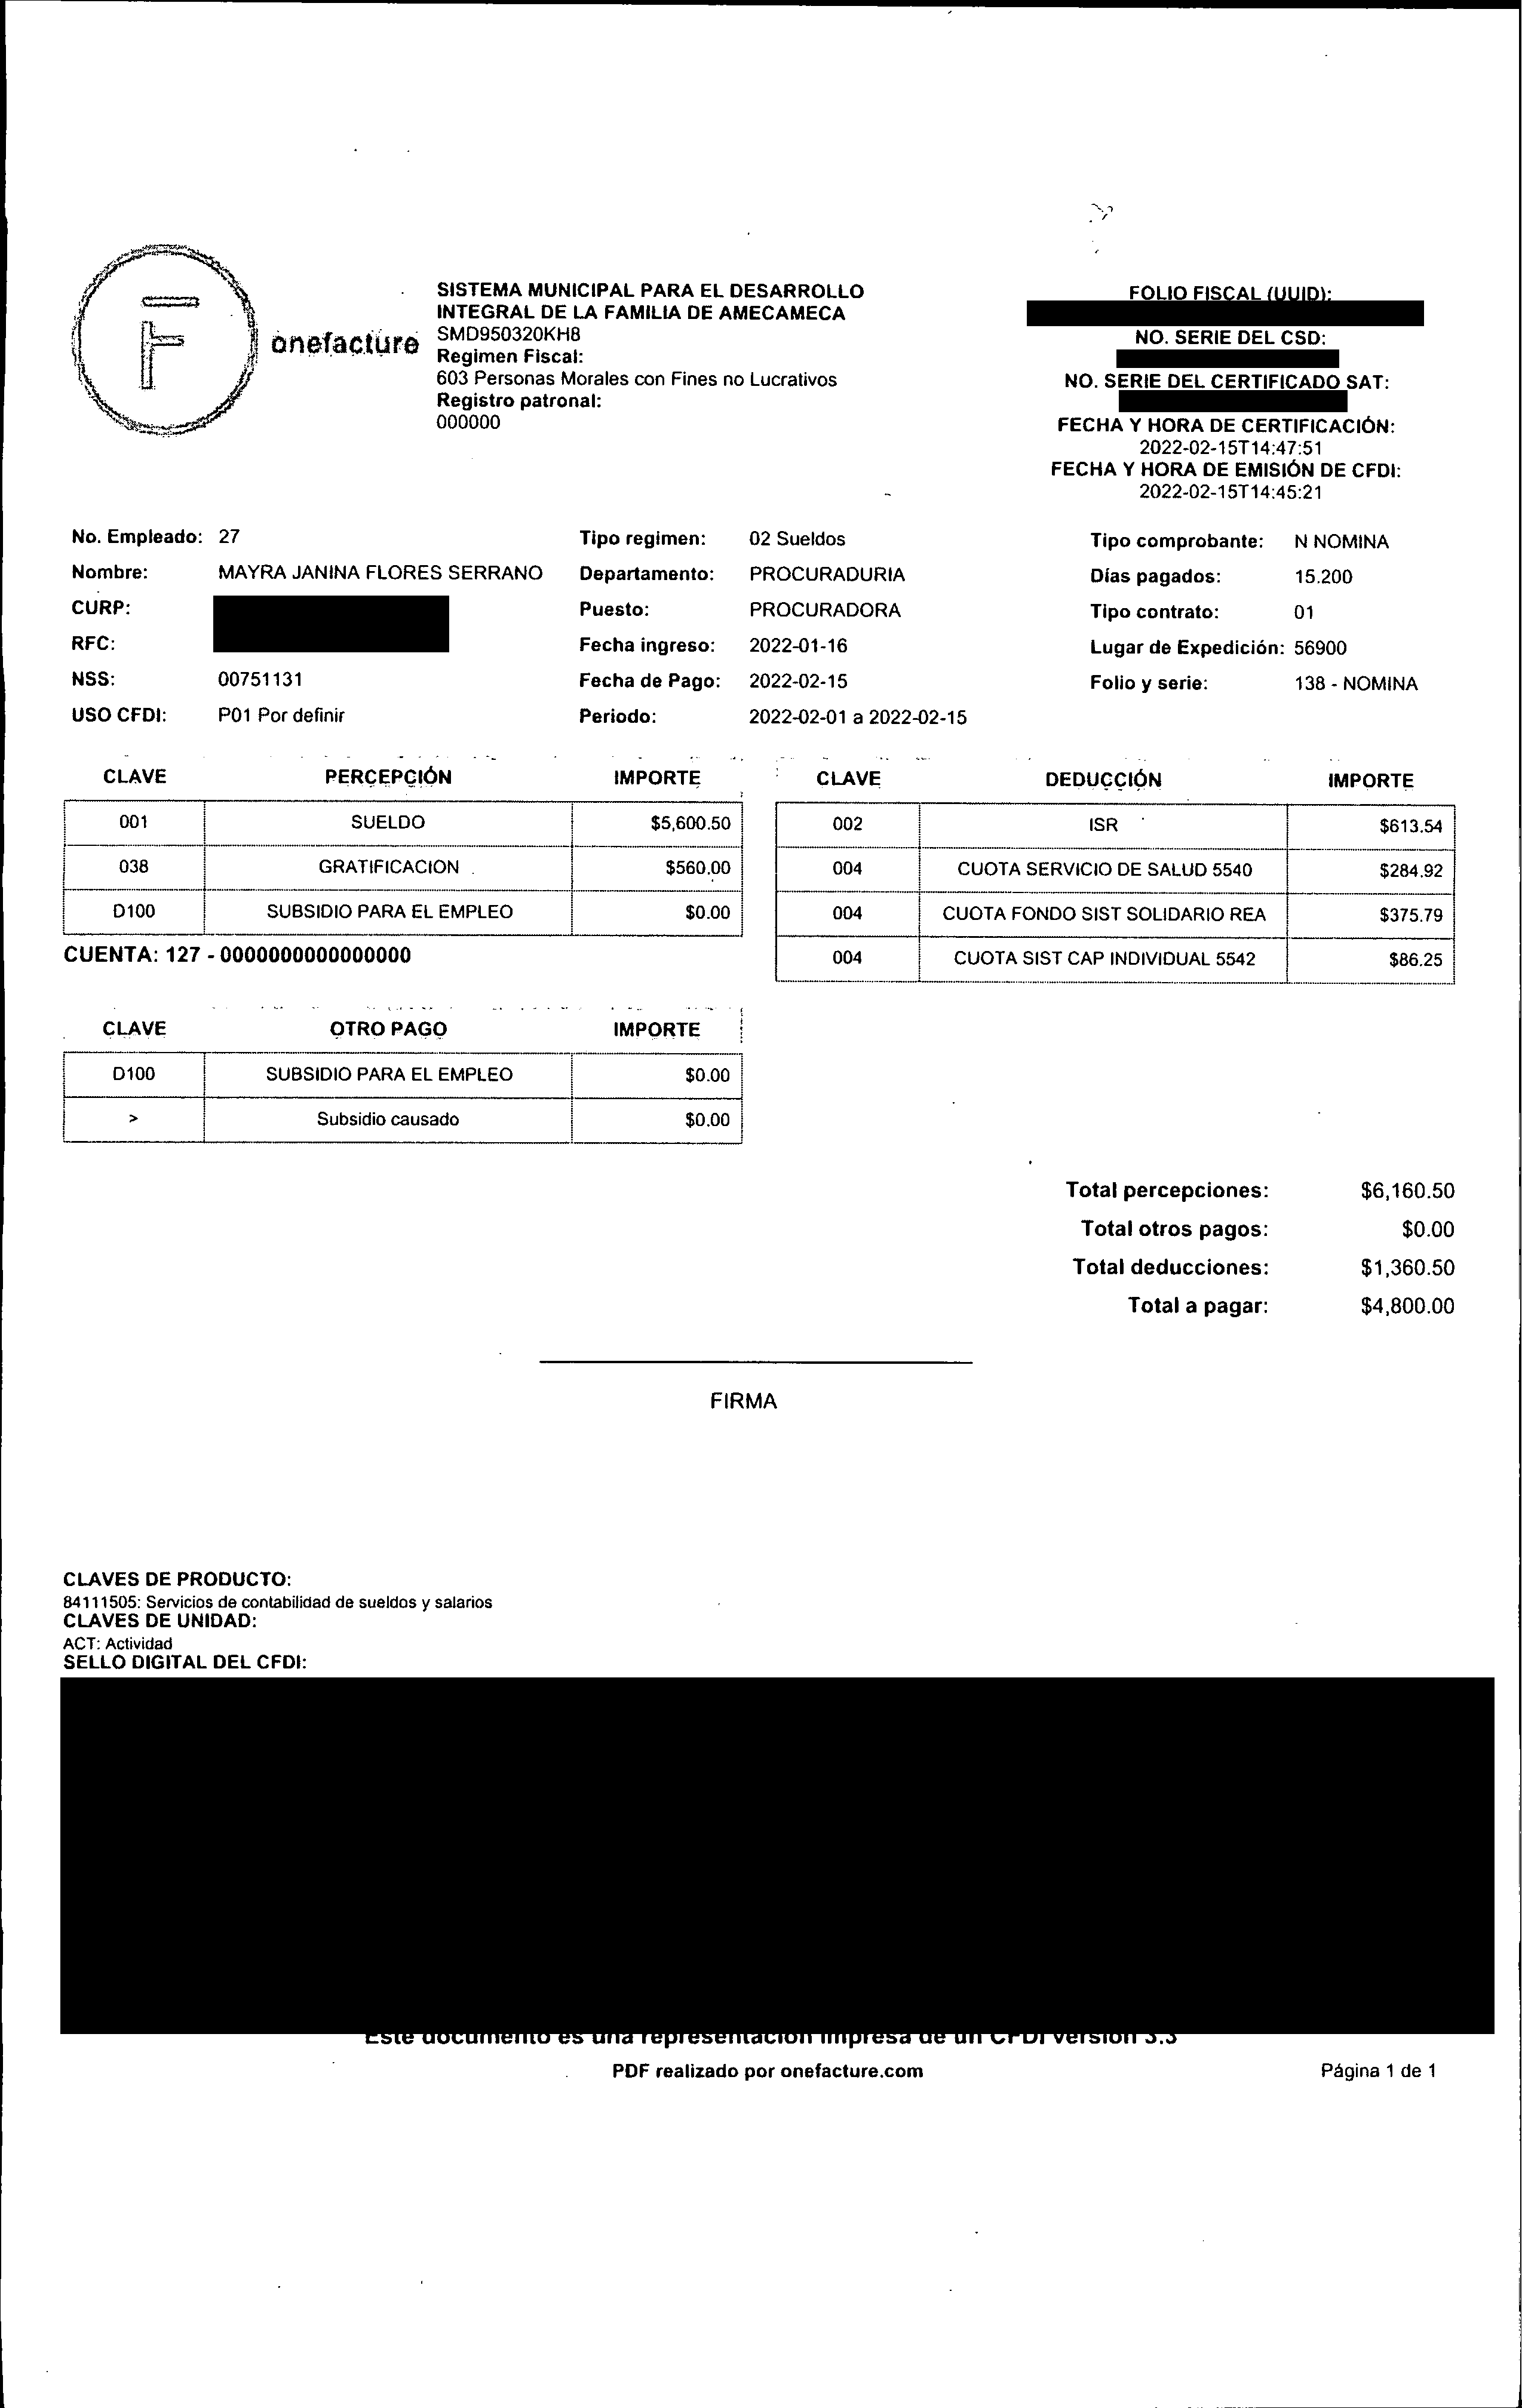 F
onefacture
SISTEMA MUNICIPAL PARA EL DESARROLLO
INTEGRAL DE LA FAMILIA DE AMECAMECA
SMD950320KH8
Regimen Fiscal:
603 Personas Morales con Fines no Lucrativos
Registro patronal:
000000
FOLIO FISCAL (UUID):
NO. SERIE DEL CSD:
NO. SERIE DEL CERTIFICADO SAT:
FECHA Y HORA DE CERTIFICACIÓN:
2022-02-15T14:47:51
FECHA Y HORA DE EMISIÓN DE CFDI:
2022-02-15T14:45:21
No. Empleado: 27
Nombre: MAYRA JANINA FLORES SERRANO
CURP:
RFC:
NSS: 00751131
USO CFDI: P01 Por definir
Tipo regimen: 02 Sueldos
Departamento: PROCURADURIA
Puesto: PROCURADORA
Fecha ingreso: 2022-01-16
Fecha de Pago: 2022-02-15
Periodo: 2022-02-01 a 2022-02-15
Tipo comprobante: N NOMINA
Días pagados: 15.200
Tipo contrato: 01
Lugar de Expedición: 56900
Folio y serie: 138 - NOMINA
CLAVE PERCEPCIÓN IMPORTE
001 SUELDO $5,600.50
038 GRATIFICACION $560.00
D100 SUBSIDIO PARA EL EMPLEO $0.00
CUENTA: 127 - 0000000000000000
CLAVE DEDUCCIÓN IMPORTE
002 ISR $613.54
004 CUOTA SERVICIO DE SALUD 5540 $284.92
004 CUOTA FONDO SIST SOLIDARIO REA $375.79
004 CUOTA SIST CAP INDIVIDUAL 5542 $86.25
CLAVE OTRO PAGO IMPORTE
D100 SUBSIDIO PARA EL EMPLEO $0.00
> Subsidio causado $0.00
Total percepciones: $6,160.50
Total otros pagos: $0.00
Total deducciones: $1,360.50
Total a pagar: $4,800.00
FIRMA
CLAVES DE PRODUCTO:
84111505: Servicios de contabilidad de sueldos y salarios
CLAVES DE UNIDAD:
ACT: Actividad
SELLO DIGITAL DEL CFDI:
Este documento es una representación impresa de un CFDI versión 3.3
PDF realizado por onefacture.com
Página 1 de 1